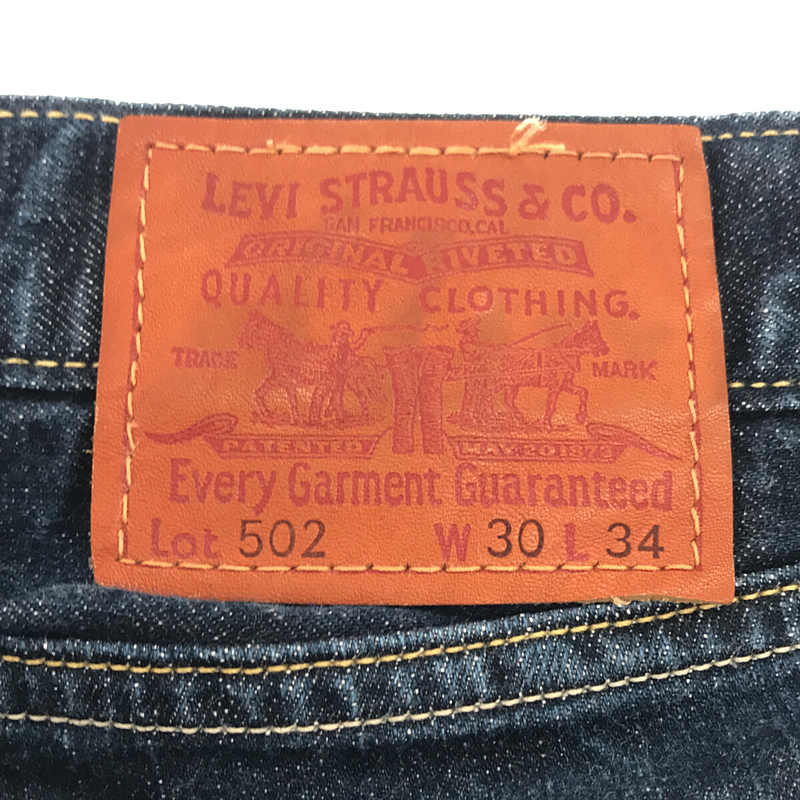 LEVI STRAUSS & CO.
SAN FRANCISCO, CAL
ORIGINAL RIVETED
QUALITY CLOTHING.
TRADE MARK
PATENTED MAY 20 1873
Every Garment Guaranteed
Lot 502 W 30 L 34